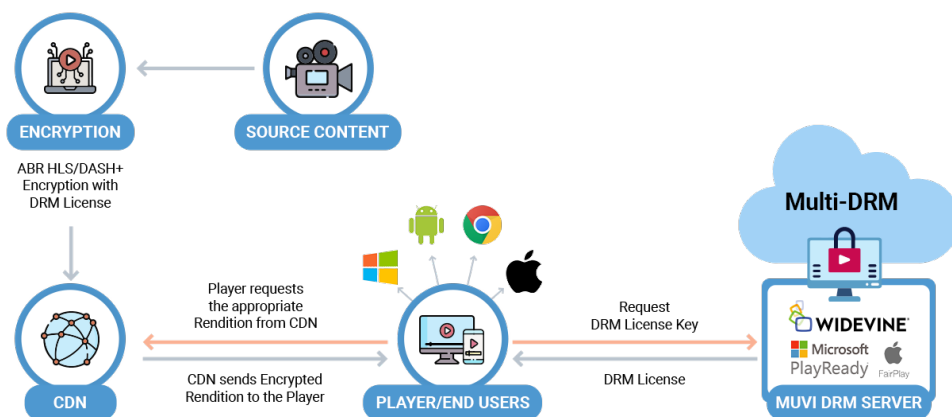 ENCRYPTION
SOURCE CONTENT
ABR HLS/DASH+
Encryption with
DRM License
Multi-DRM
Player requests
the appropriate
Rendition from CDN
Request
DRM License Key
WIDEVINE
Microsoft
PlayReady
FairPlay
CDN sends Encrypted
Rendition to the Player
DRM License
CDN
PLAYER/END USERS
MUVI DRM SERVER